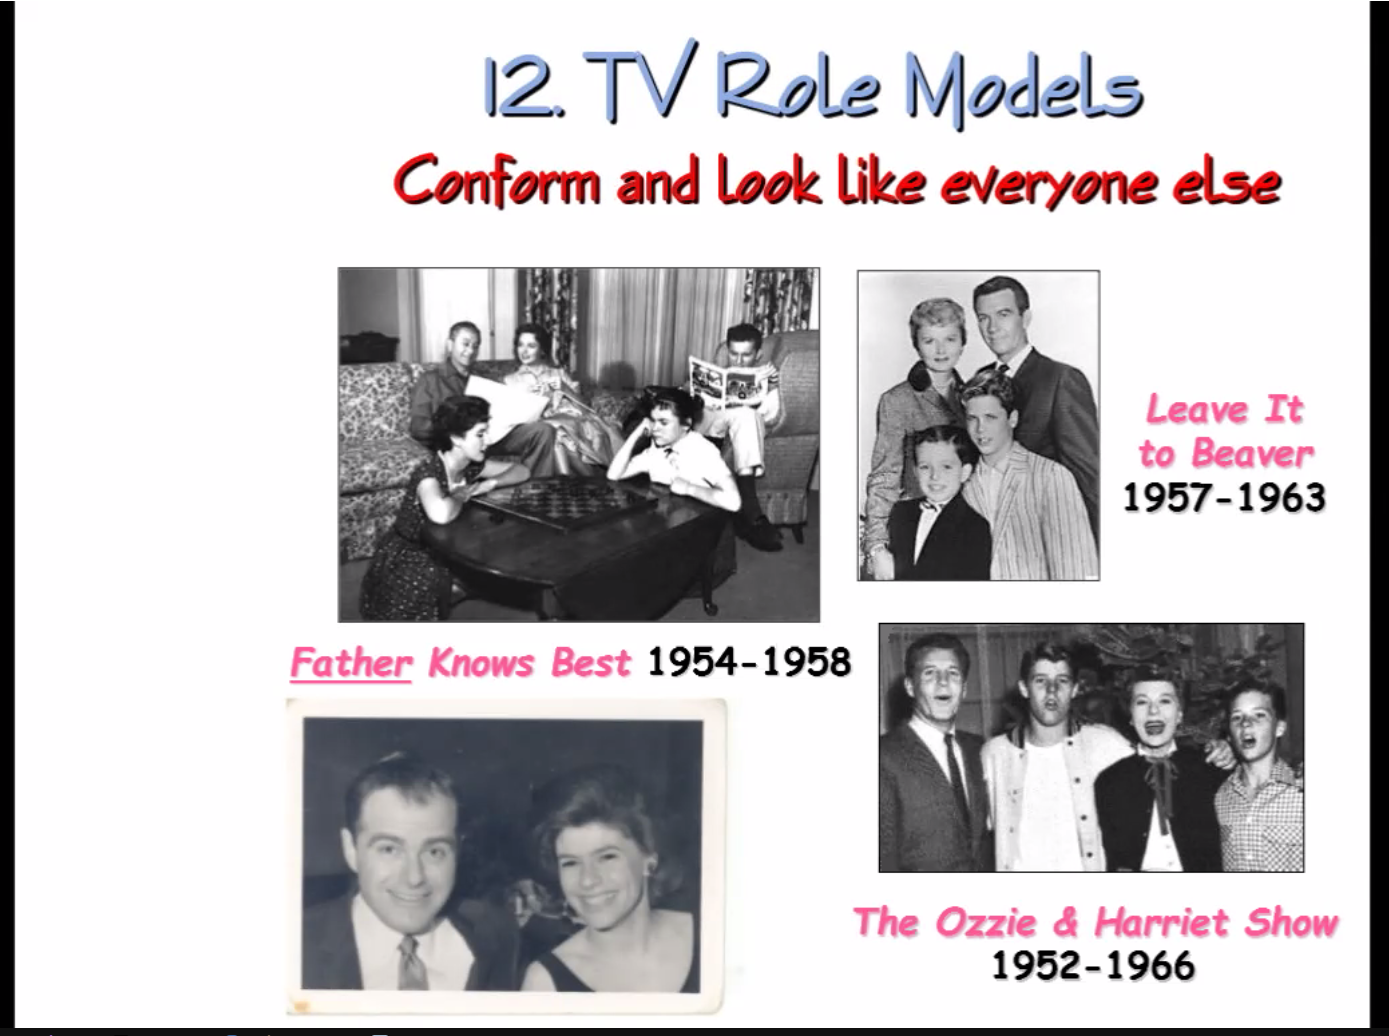 12. TV Role Models
Conform and look like everyone else
Leave It
to Beaver
1957-1963
Father Knows Best 1954-1958
The Ozzie & Harriet Show
1952-1966